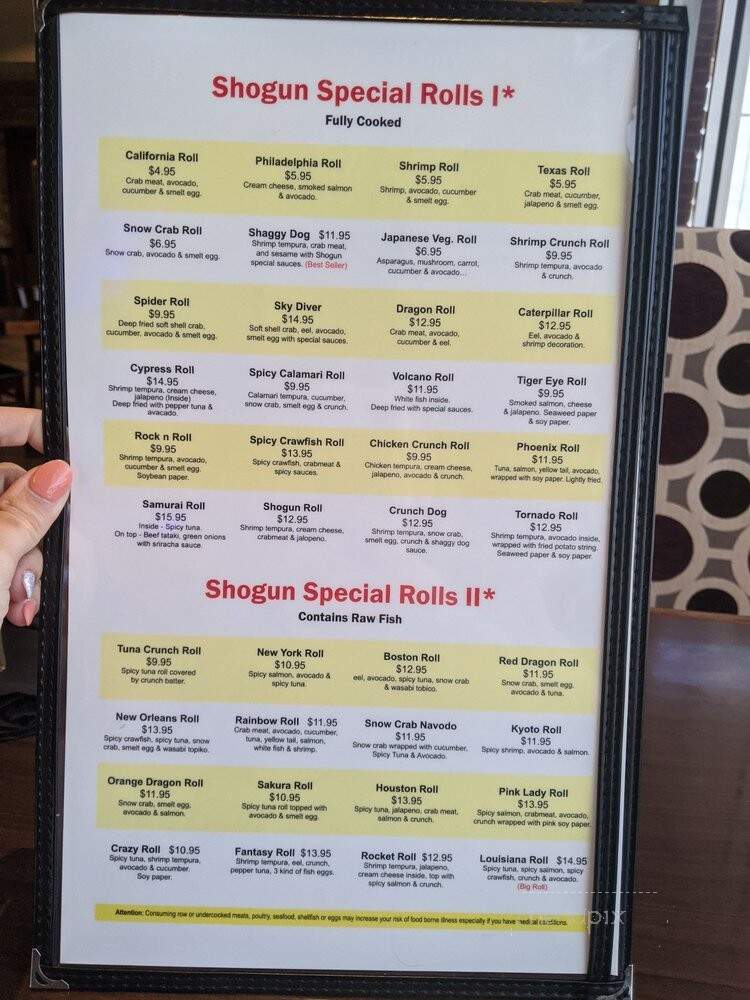 Shogun Special Rolls I*
Fully Cooked
California Roll
$4.95
Crab meat, avocado,
cucumber & smelt egg.
Philadelphia Roll
$5.95
Cream cheese, smoked salmon
& avocado.
Shrimp Roll
$5.95
Shrimp, avocado, cucumber
& smelt egg.
Texas Roll
$5.95
Crab meat, cucumber,
jalapeno & smelt egg.
Snow Crab Roll
$6.95
Snow crab, avocado & smelt egg.
Shaggy Dog $11.95
Shrimp tempura, crab meat,
and sesame with Shogun
special sauces. (Best Seller)
Japanese Veg. Roll
$6.95
Asparagus, mushroom, carrot,
cucumber & avocado...
Shrimp Crunch Roll
$9.95
Shrimp tempura, avocado
& crunch.
Spider Roll
$9.95
Deep fried soft shell crab,
cucumber, avocado & smelt egg.
Sky Diver
$14.95
Soft shell crab, eel, avocado,
smelt egg with special sauces.
Dragon Roll
$12.95
Crab meat, avocado,
cucumber & eel.
Caterpillar Roll
$12.95
Eel, avocado &
shrimp decoration.
Cypress Roll
$14.95
Shrimp tempura, cream cheese,
jalapeno (Inside)
Deep fried with pepper tuna &
avacado.
Spicy Calamari Roll
$9.95
Calamari tempura, cucumber,
snow crab, smelt egg & crunch.
Volcano Roll
$11.95
White fish inside.
Deep fried with special sauces.
Tiger Eye Roll
$9.95
Smoked salmon, cheese
& jalapeno. Seaweed paper
& soy paper.
Rock n Roll
$9.95
Shrimp tempura, avocado,
cucumber & smelt egg.
Soybean paper.
Spicy Crawfish Roll
$13.95
Spicy crawfish, crabmeat &
spicy sauces.
Chicken Crunch Roll
$9.95
Chicken tempura, cream cheese,
jalapeno, avocado & crunch.
Phoenix Roll
$11.95
Tuna, salmon, yellow tail, avocado,
wrapped with soy paper. Lightly fried.
Samurai Roll
$15.95
Inside - Spicy tuna.
On top - Beef tataki, green onions
with sriracha sauce.
Shogun Roll
$12.95
Shrimp tempura, cream cheese,
crabmeat & jalopeno.
Crunch Dog
$12.95
Shrimp tempura, snow crab,
smelt egg, crunch & shaggy dog
sauce.
Tornado Roll
$12.95
Shrimp tempura, avocado inside,
wrapped with fried potato string.
Seaweed paper & soy paper.
Shogun Special Rolls II*
Contains Raw Fish
Tuna Crunch Roll
$9.95
Spicy tuna roll covered
by crunch batter.
New York Roll
$10.95
Spicy salmon, avocado &
spicy tuna.
Boston Roll
$12.95
eel, avocado, spicy tuna, snow crab
& wasabi tobico.
Red Dragon Roll
$11.95
Snow crab, smelt egg,
avocado & tuna.
New Orleans Roll
$13.95
Spicy crawfish, spicy tuna, snow
crab, smelt egg & wasabi topiko.
Rainbow Roll $11.95
Crab meat, avocado, cucumber,
tuna, yellow tail, salmon,
white fish & shrimp.
Snow Crab Navodo
$11.95
Snow crab wrapped with cucumber.
Spicy Tuna & Avocado.
Kyoto Roll
$11.95
Spicy shrimp, avocado & salmon.
Orange Dragon Roll
$11.95
Snow crab, smelt egg,
avocado & salmon.
Sakura Roll
$10.95
Spicy tuna roll topped with
avocado & smelt egg.
Houston Roll
$13.95
Spicy tuna, jalapeno, crab meat,
salmon & crunch.
Pink Lady Roll
$13.95
Spicy salmon, crabmeat, avocado,
crunch wrapped with pink soy paper.
Crazy Roll $10.95
Spicy tuna, shrimp tempura,
avocado & cucumber.
Soy paper.
Fantasy Roll $13.95
Shrimp tempura, eel, crunch,
pepper tuna, 3 kind of fish eggs.
Rocket Roll $12.95
Shrimp tempura, jalapeno,
cream cheese inside, top with
spicy salmon & crunch.
Louisiana Roll $14.95
Spicy tuna, spicy salmon, spicy
crawfish, crunch & avocado.
(Big Roll)
Attention: Consuming row or undercooked meats, poultry, seafood, shellfish or eggs may increase your risk of food borne illness especially if you have medical conditions.